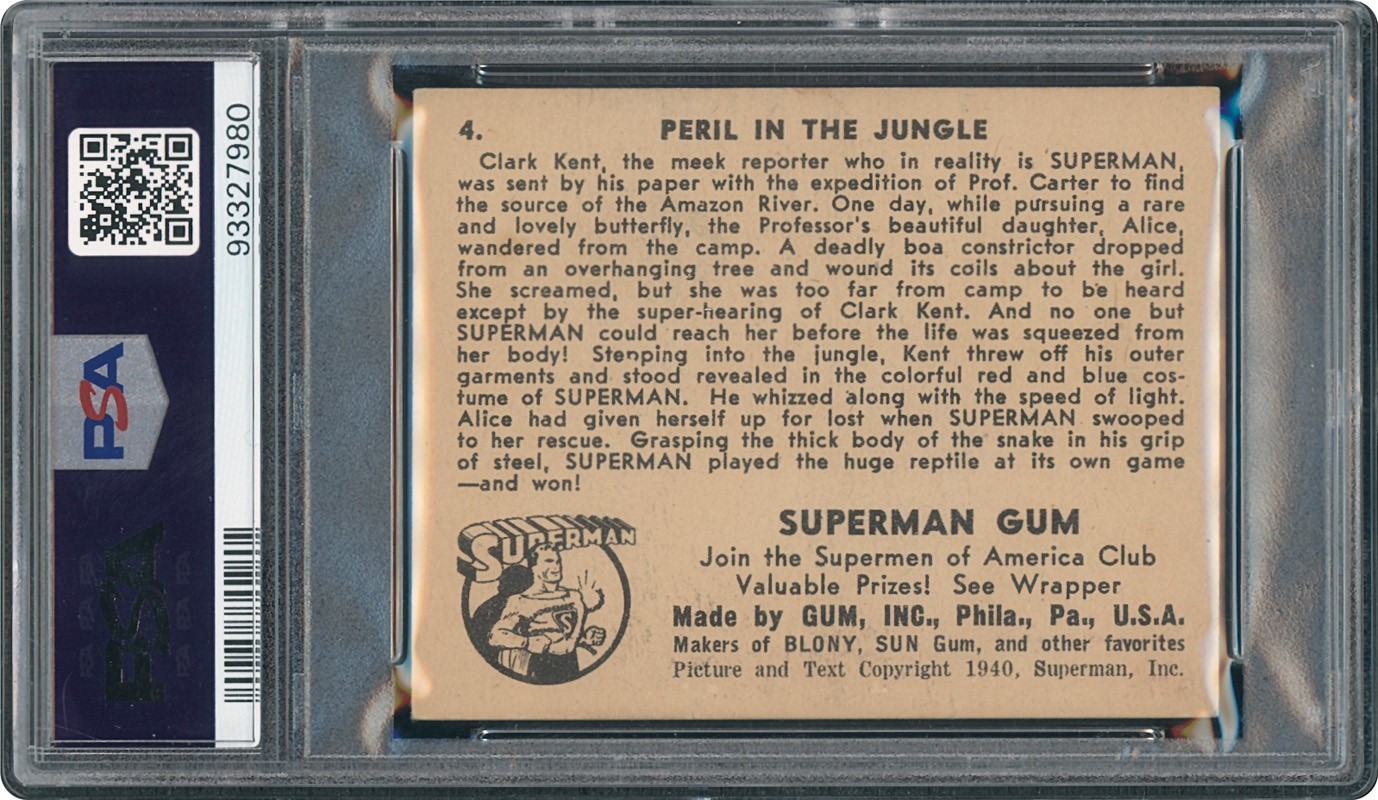 93327980
PSA
PSA
4. PERIL IN THE JUNGLE
Clark Kent, the meek reporter who in reality is SUPERMAN,
was sent by his paper with the expedition of Prof. Carter to find
the source of the Amazon River. One day, while pursuing a rare
and lovely butterfly, the Professor's beautiful daughter, Alice,
wandered from the camp. A deadly boa constrictor dropped
from an overhanging tree and wound its coils about the girl.
She screamed, but she was too far from camp to be heard
except by the super-hearing of Clark Kent. And no one but
SUPERMAN could reach her before the life was squeezed from
her body! Stepping into the jungle, Kent threw off his outer
garments and stood revealed in the colorful red and blue cos-
tume of SUPERMAN. He whizzed along with the speed of light.
Alice had given herself up for lost when SUPERMAN swooped
to her rescue. Grasping the thick body of the snake in his grip
of steel, SUPERMAN played the huge reptile at its own game
—and won!
SUPERMAN
S
SUPERMAN GUM
Join the Supermen of America Club
Valuable Prizes! See Wrapper
Made by GUM, INC., Phila., Pa., U.S.A.
Makers of BLONY, SUN Gum, and other favorites
Picture and Text Copyright 1940, Superman, Inc.